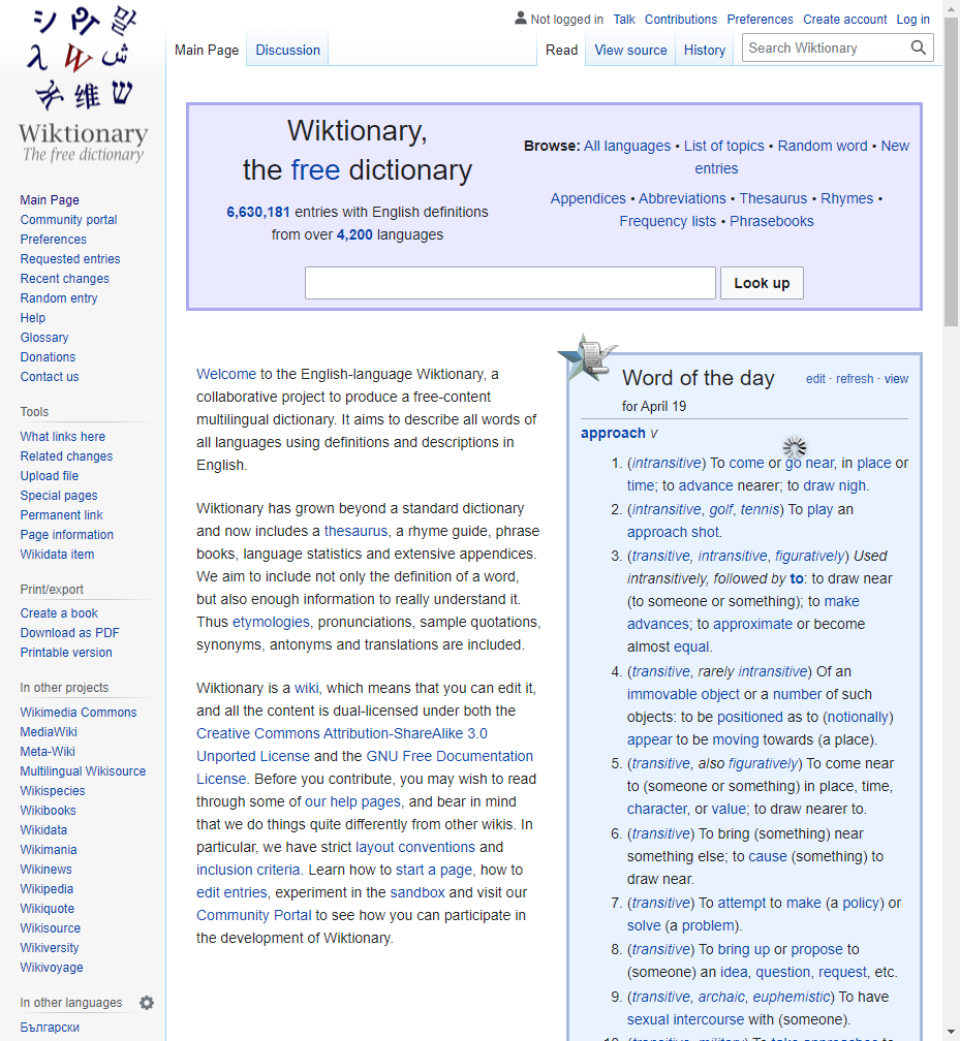 Not logged in Talk Contributions Preferences Create account Log in
Main Page Discussion Read View source History Search Wiktionary
シ 알
λ W ش
维 ש
Wiktionary
The free dictionary
Main Page
Community portal
Preferences
Requested entries
Recent changes
Random entry
Help
Glossary
Donations
Contact us
Tools
What links here
Related changes
Upload file
Special pages
Permanent link
Page information
Wikidata item
Print/export
Create a book
Download as PDF
Printable version
In other projects
Wikimedia Commons
MediaWiki
Meta-Wiki
Multilingual Wikisource
Wikispecies
Wikibooks
Wikidata
Wikimania
Wikinews
Wikipedia
Wikiquote
Wikisource
Wikiversity
Wikivoyage
In other languages
Български
Wiktionary,
the free dictionary
6,630,181 entries with English definitions
from over 4,200 languages
Browse: All languages • List of topics • Random word • New
entries
Appendices • Abbreviations • Thesaurus • Rhymes •
Frequency lists • Phrasebooks
Look up
Welcome to the English-language Wiktionary, a
collaborative project to produce a free-content
multilingual dictionary. It aims to describe all words of
all languages using definitions and descriptions in
English.
Wiktionary has grown beyond a standard dictionary
and now includes a thesaurus, a rhyme guide, phrase
books, language statistics and extensive appendices.
We aim to include not only the definition of a word,
but also enough information to really understand it.
Thus etymologies, pronunciations, sample quotations,
synonyms, antonyms and translations are included.
Wiktionary is a wiki, which means that you can edit it,
and all the content is dual-licensed under both the
Creative Commons Attribution-ShareAlike 3.0
Unported License and the GNU Free Documentation
License. Before you contribute, you may wish to read
through some of our help pages, and bear in mind
that we do things quite differently from other wikis. In
particular, we have strict layout conventions and
inclusion criteria. Learn how to start a page, how to
edit entries, experiment in the sandbox and visit our
Community Portal to see how you can participate in
the development of Wiktionary.
Word of the day edit · refresh · view
for April 19
approach v
1. (intransitive) To come or go near, in place or
time; to advance nearer; to draw nigh.
2. (intransitive, golf, tennis) To play an
approach shot.
3. (transitive, intransitive, figuratively) Used
intransitively, followed by to: to draw near
(to someone or something); to make
advances; to approximate or become
almost equal.
4. (transitive, rarely intransitive) Of an
immovable object or a number of such
objects: to be positioned as to (notionally)
appear to be moving towards (a place).
5. (transitive, also figuratively) To come near
to (someone or something) in place, time,
character, or value; to draw nearer to.
6. (transitive) To bring (something) near
something else; to cause (something) to
draw near.
7. (transitive) To attempt to make (a policy) or
solve (a problem).
8. (transitive) To bring up or propose to
(someone) an idea, question, request, etc.
9. (transitive, archaic, euphemistic) To have
sexual intercourse with (someone).
10. (transitive, military) To take approaches to